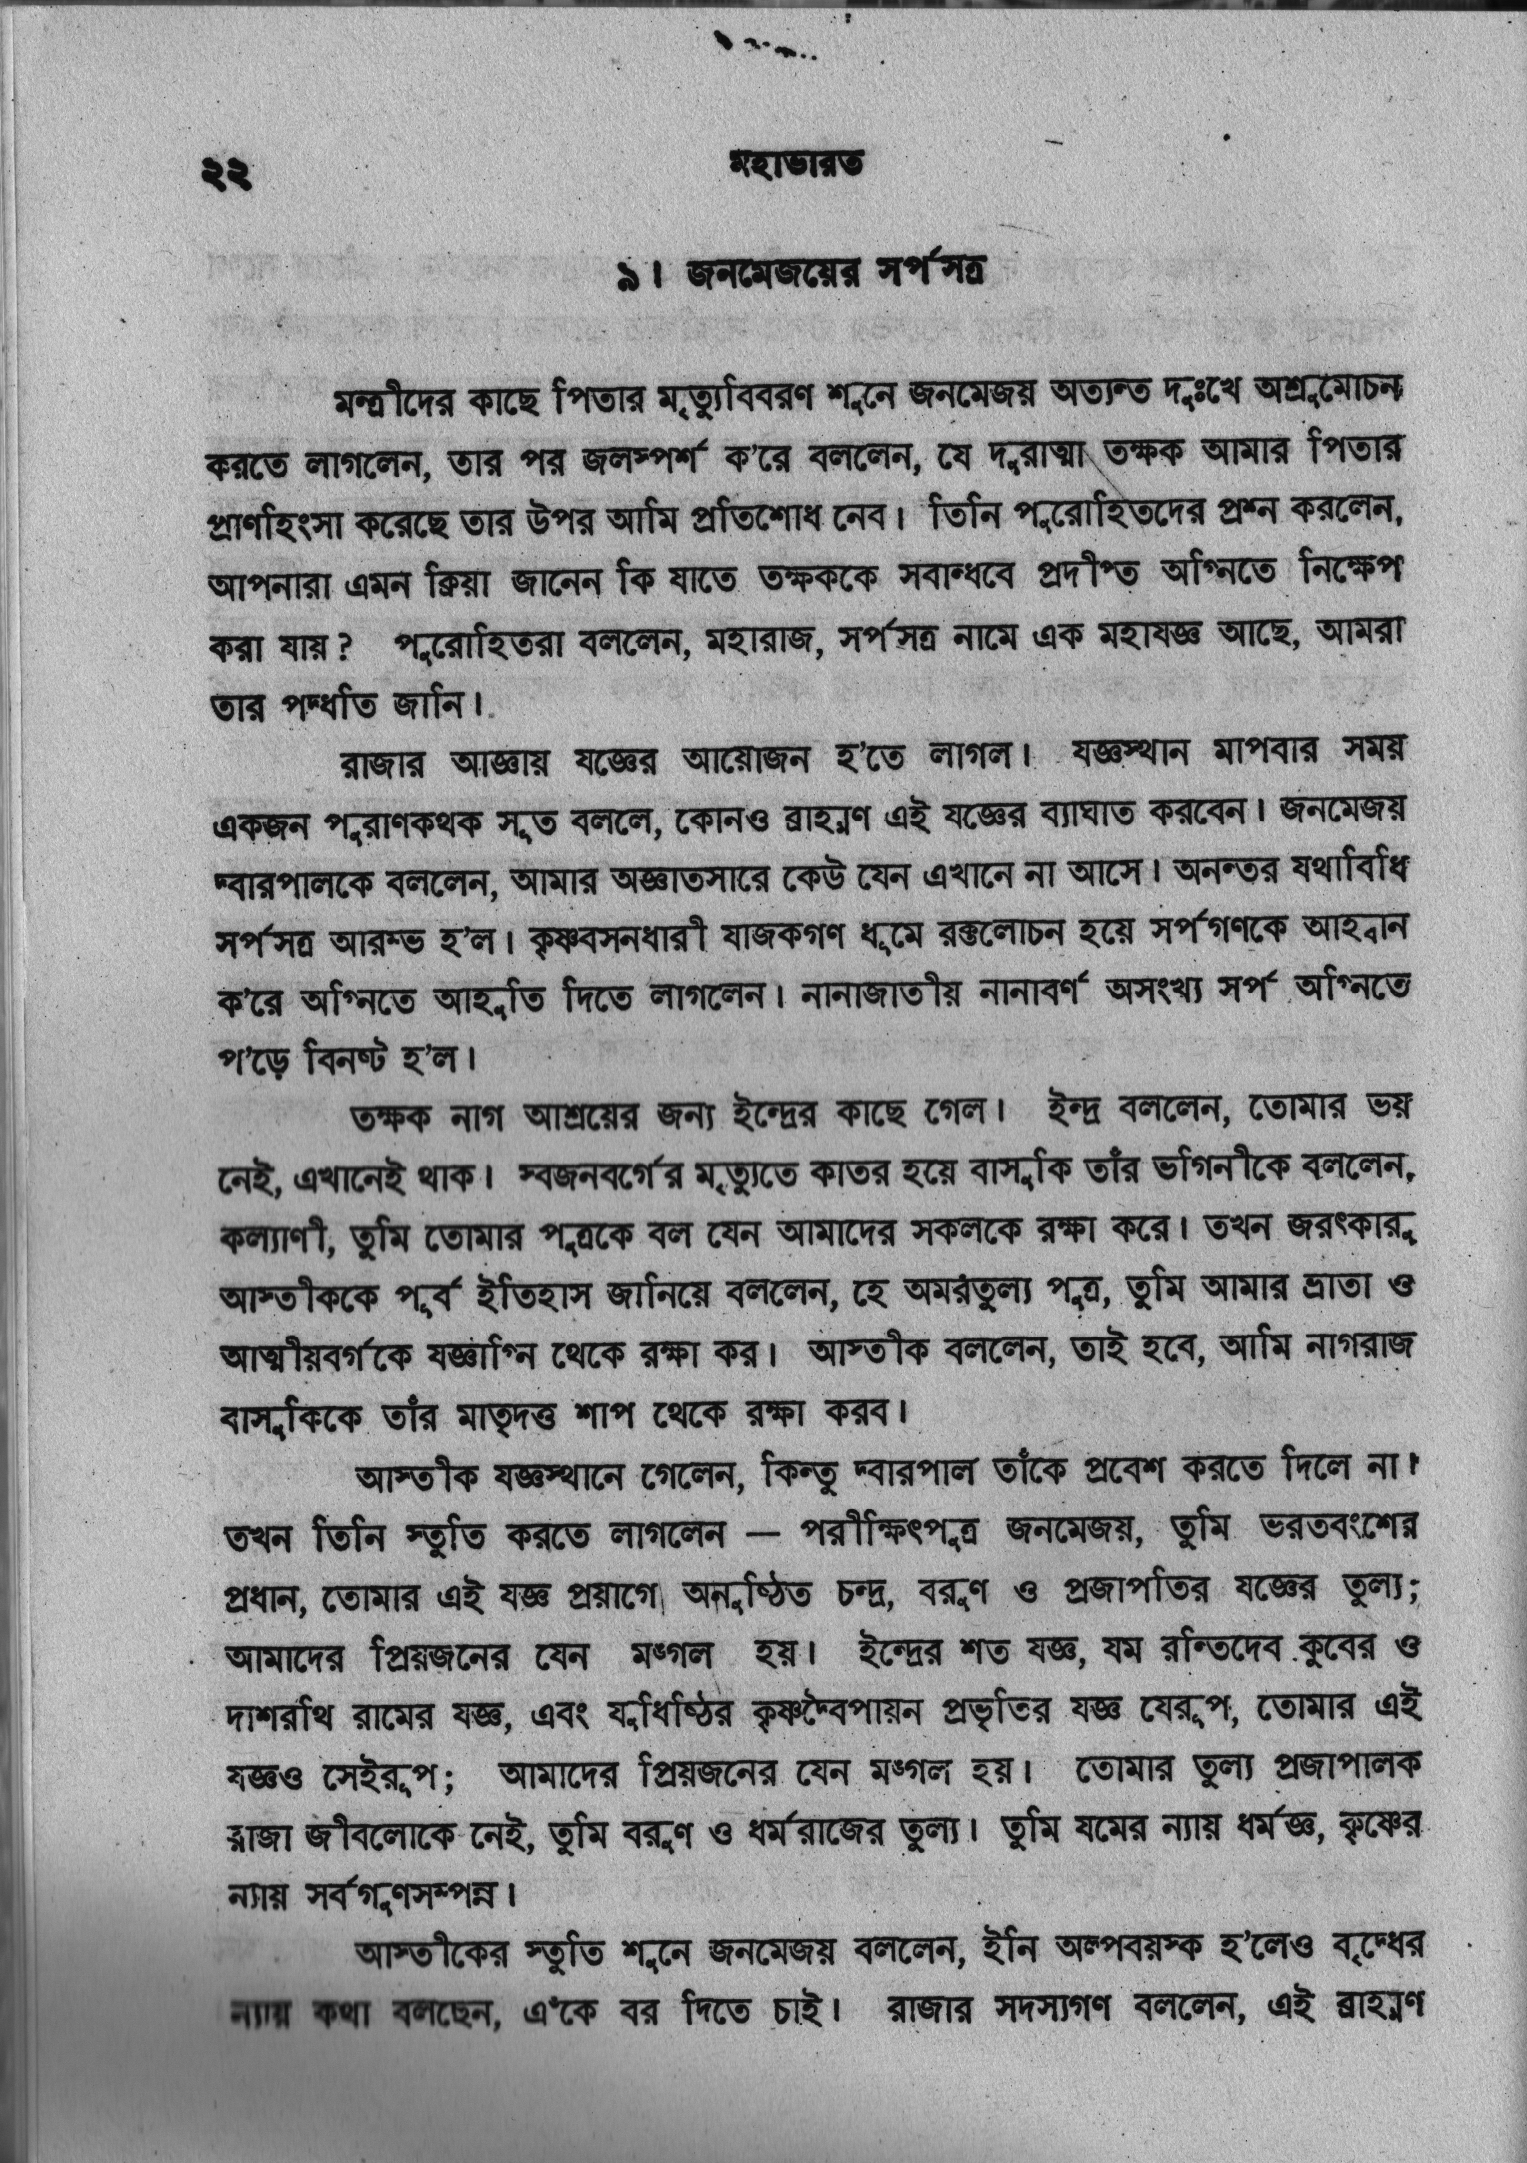 ২২
মহাভারত
৯। জনমেজয়ের সর্পসত্র
মন্ত্রীদের কাছে পিতার মৃত্যুবিবরণ শুনে জনমেজয় অত্যন্ত দুঃখে অশ্রুমোচন
করতে লাগলেন, তার পর জলস্পর্শ ক'রে বললেন, যে দুরাত্মা তক্ষক আমার পিতার
প্রাণহিংসা করেছে তার উপর আমি প্রতিশোধ নেব। তিনি পুরোহিতদের প্রশ্ন করলেন,
আপনারা এমন ক্রিয়া জানেন কি যাতে তক্ষককে সবান্ধবে প্রদীপ্ত অগ্নিতে নিক্ষেপ
করা যায়? পুরোহিতরা বললেন, মহারাজ, সর্পসত্র নামে এক মহাযজ্ঞ আছে, আমরা
তার পদ্ধতি জানি।
রাজার আজ্ঞায় যজ্ঞের আয়োজন হ'তে লাগল। যজ্ঞস্থান মাপবার সময়
একজন পুরাণকথক সূত বললে, কোনও ব্রাহ্মণ এই যজ্ঞের ব্যাঘাত করবেন। জনমেজয়
দ্বারপালকে বললেন, আমার অজ্ঞাতসারে কেউ যেন এখানে না আসে। অনন্তর যথাবিধি
সর্পসত্র আরম্ভ হ'ল। কৃষ্ণবসনধারী যাজকগণ ধূমে রক্তলোচন হয়ে সর্পগণকে আহ্বান
ক'রে অগ্নিতে আহুতি দিতে লাগলেন। নানাজাতীয় নানাবর্ণ অসংখ্য সর্প অগ্নিতে
প'ড়ে বিনষ্ট হ'ল।
তক্ষক নাগ আশ্রয়ের জন্য ইন্দ্রের কাছে গেল। ইন্দ্র বললেন, তোমার ভয়
নেই, এখানেই থাক। স্বজনবর্গের মৃত্যুতে কাতর হয়ে বাসুকি তাঁর ভগিনীকে বললেন,
কল্যাণী, তুমি তোমার পুত্রকে বল যেন আমাদের সকলকে রক্ষা করে। তখন জরৎকারু
আস্তীককে পূর্ব ইতিহাস জানিয়ে বললেন, হে অমরতুল্য পুত্র, তুমি আমার ভ্রাতা ও
আত্মীয়বর্গকে যজ্ঞাগ্নি থেকে রক্ষা কর। আস্তীক বললেন, তাই হবে, আমি নাগরাজ
বাসুকিকে তাঁর মাতৃদত্ত শাপ থেকে রক্ষা করব।
আস্তীক যজ্ঞস্থানে গেলেন, কিন্তু দ্বারপাল তাঁকে প্রবেশ করতে দিলে না।
তখন তিনি স্তুতি করতে লাগলেন — পরীক্ষিৎপুত্র জনমেজয়, তুমি ভরতবংশের
প্রধান, তোমার এই যজ্ঞ প্রয়াগে অনুষ্ঠিত চন্দ্র, বরুণ ও প্রজাপতির যজ্ঞের তুল্য;
আমাদের প্রিয়জনের যেন মঙ্গল হয়। ইন্দ্রের শত যজ্ঞ, যম রন্তিদেব কুবের ও
দাশরথি রামের যজ্ঞ, এবং যুধিষ্ঠির কৃষ্ণদ্বৈপায়ন প্রভৃতির যজ্ঞ যেরূপ, তোমার এই
যজ্ঞও সেইরূপ; আমাদের প্রিয়জনের যেন মঙ্গল হয়। তোমার তুল্য প্রজাপালক
রাজা জীবলোকে নেই, তুমি বরুণ ও ধর্মরাজের তুল্য। তুমি যমের ন্যায় ধর্মজ্ঞ, কৃষ্ণের
ন্যায় সর্বগুণসম্পন্ন।
আস্তীকের স্তুতি শুনে জনমেজয় বললেন, ইনি অল্পবয়স্ক হ'লেও বৃদ্ধের
ন্যায় কথা বলছেন, এঁকে বর দিতে চাই। রাজার সদস্যগণ বললেন, এই ব্রাহ্মণ